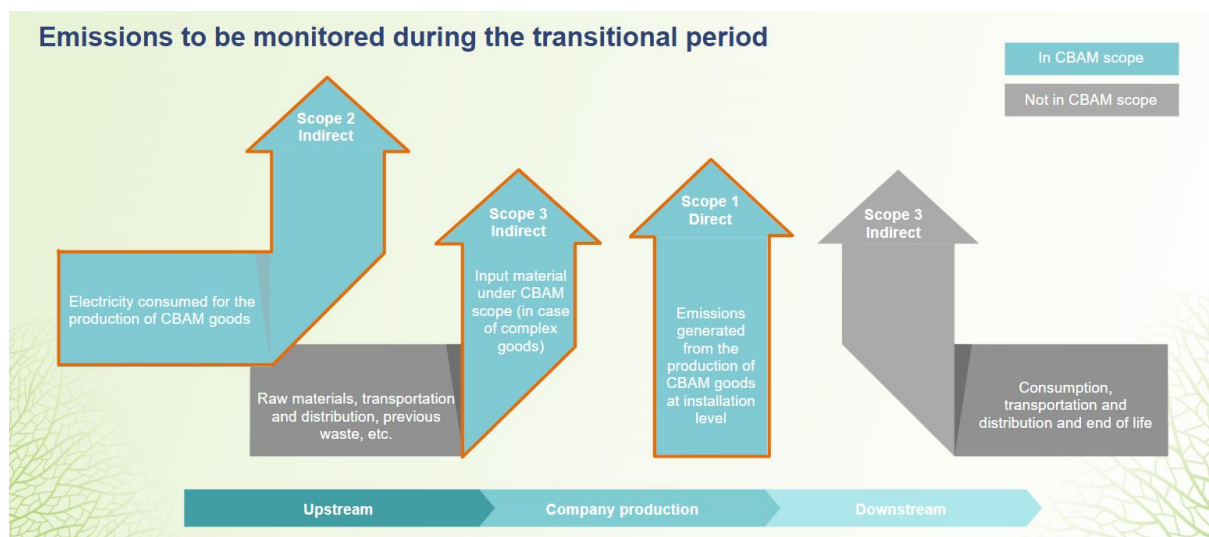 Emissions to be monitored during the transitional period
In CBAM scope
Not in CBAM scope
Scope 2
Indirect
Electricity consumed for the
production of CBAM goods
Raw materials, transportation
and distribution, previous
waste, etc.
Scope 3
Indirect
Input material
under CBAM
scope (in case
of complex
goods)
Scope 1
Direct
Emissions
generated
from the
production of
CBAM goods
at installation
level
Scope 3
Indirect
Consumption,
transportation and
distribution and end of life
Upstream
Company production
Downstream